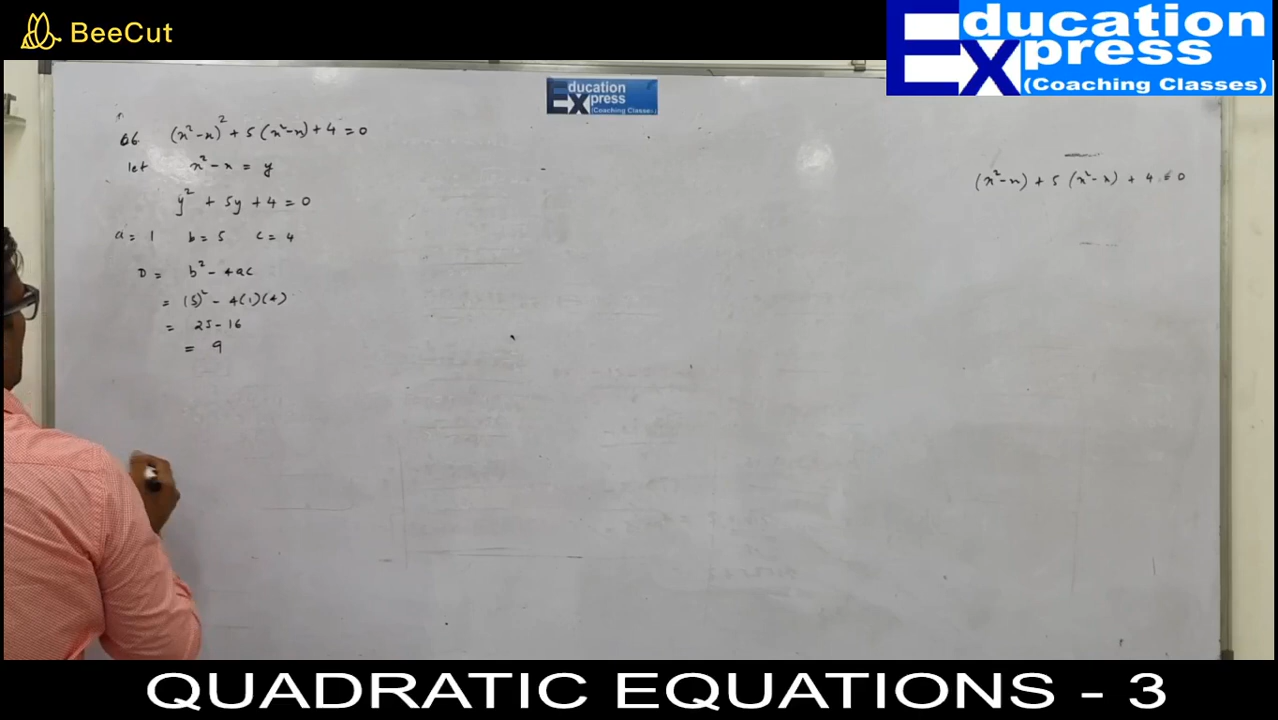 BeeCut
Education
Express
(Coaching Classes)
Education
Express
(Coaching Classes)
Q6. (x²-x)² + 5(x²-x) + 4 = 0
let x² - x = y
y² + 5y + 4 = 0
a = 1 b = 5 c = 4
D = b² - 4ac
= (5)² - 4(1)(4)
= 25 - 16
= 9
(x²-x) + 5(x²-x) + 4 = 0
QUADRATIC EQUATIONS - 3